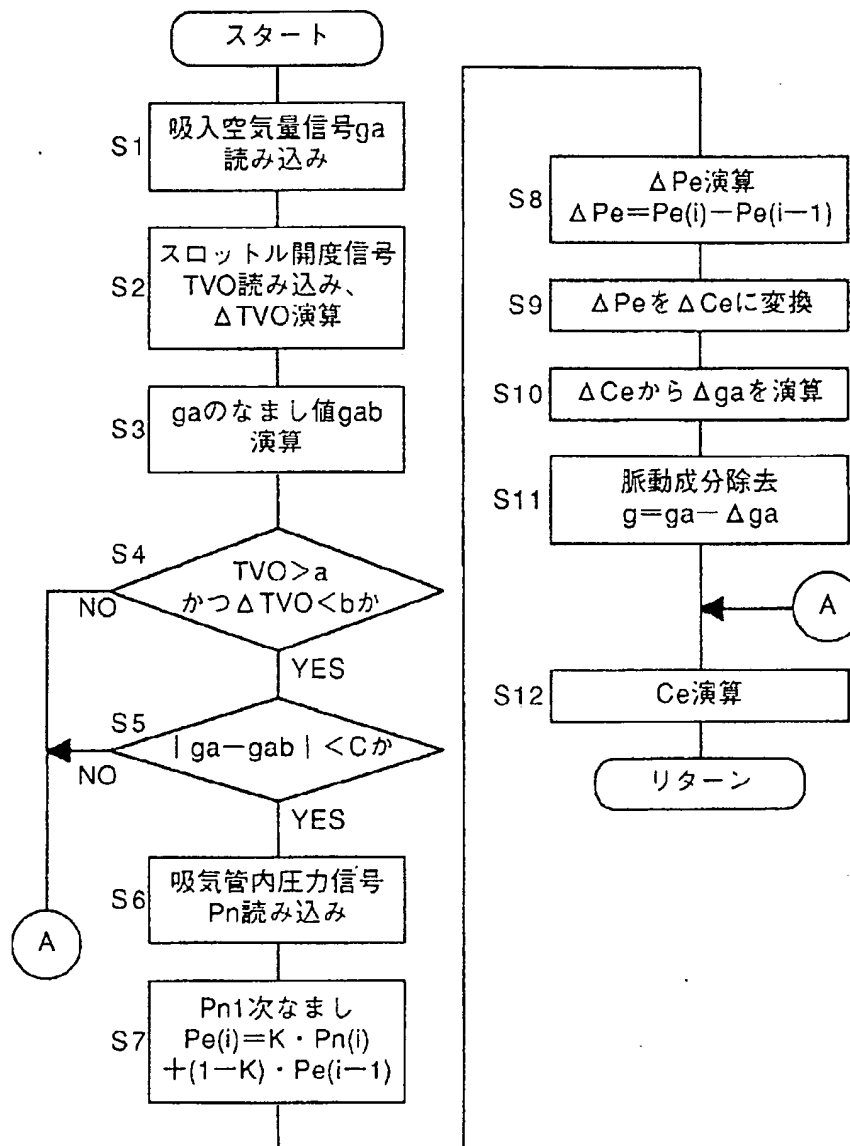 スタート
S1
吸入空気量信号ga
読み込み
S2
スロットル開度信号
TVO読み込み、
ΔTVO演算
S3
gaのなまし値gab
演算
S4
TVO>a
かつΔTVO<bか
NO
YES
S5
|ga-gab|<Cか
NO
YES
A
S6
吸気管内圧力信号
Pn読み込み
S7
Pn1次なまし
Pe(i)=K・Pn(i)
+(1-K)・Pe(i-1)
S8
ΔPe演算
ΔPe=Pe(i)-Pe(i-1)
S9
ΔPeをΔCeに変換
S10
ΔCeからΔgaを演算
S11
脈動成分除去
g=ga-Δga
A
S12
Ce演算
リターン